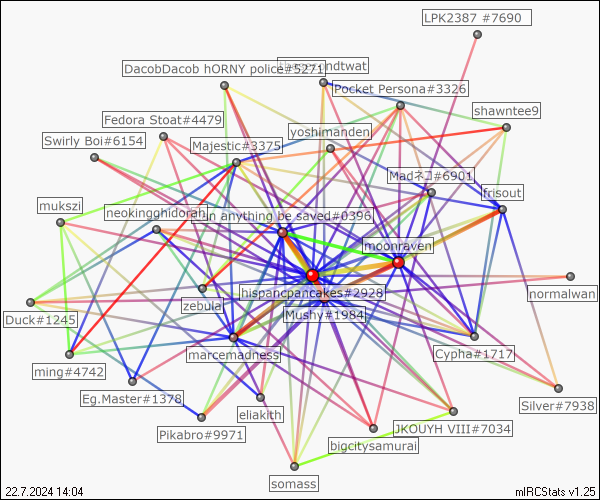 LPK2387 #7690
DacobDacob hORNY police#5271
ndtwat
Pocket Persona#3326
shawntee9
Fedora Stoat#4479
yoshimanden
Swirly Boi#6154
Majestic#3375
Madネコ#6901
frisout
mukszi
neokingghidorah
in anything be saved#0396
moonraven
hispancpancakes#2928
zebula
normalwan
Duck#1245
Mushy#1984
marcemadness
Cypha#1717
ming#4742
Eg.Master#1378
eliakith
Silver#7938
Pikabro#9971
JKOUYH VIII#7034
bigcitysamurai
somass
22.7.2024 14:04
mIRCStats v1.25